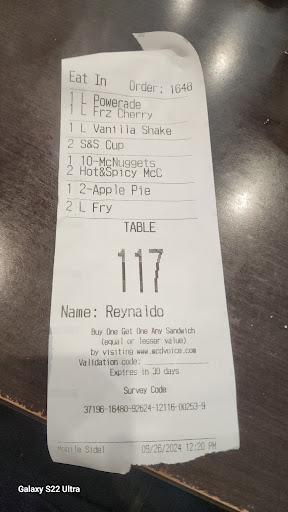 Eat In Order: 1648
1 L Powerade
1 L Frz Cherry
1 L Vanilla Shake
2 S&S Cup
1 10-McNuggets
2 Hot&Spicy McC
1 2-Apple Pie
2 L Fry
TABLE
117
Name: Reynaldo
Buy One Get One Any Sandwich
(equal or lesser value)
by visiting www.mcdvoice.com
Validation code:
Expires in 30 days
Survey Code
37196-16480-92624-12116-00253-9
Mobile Side1 09/26/2024 12:20 PM
Galaxy S22 Ultra